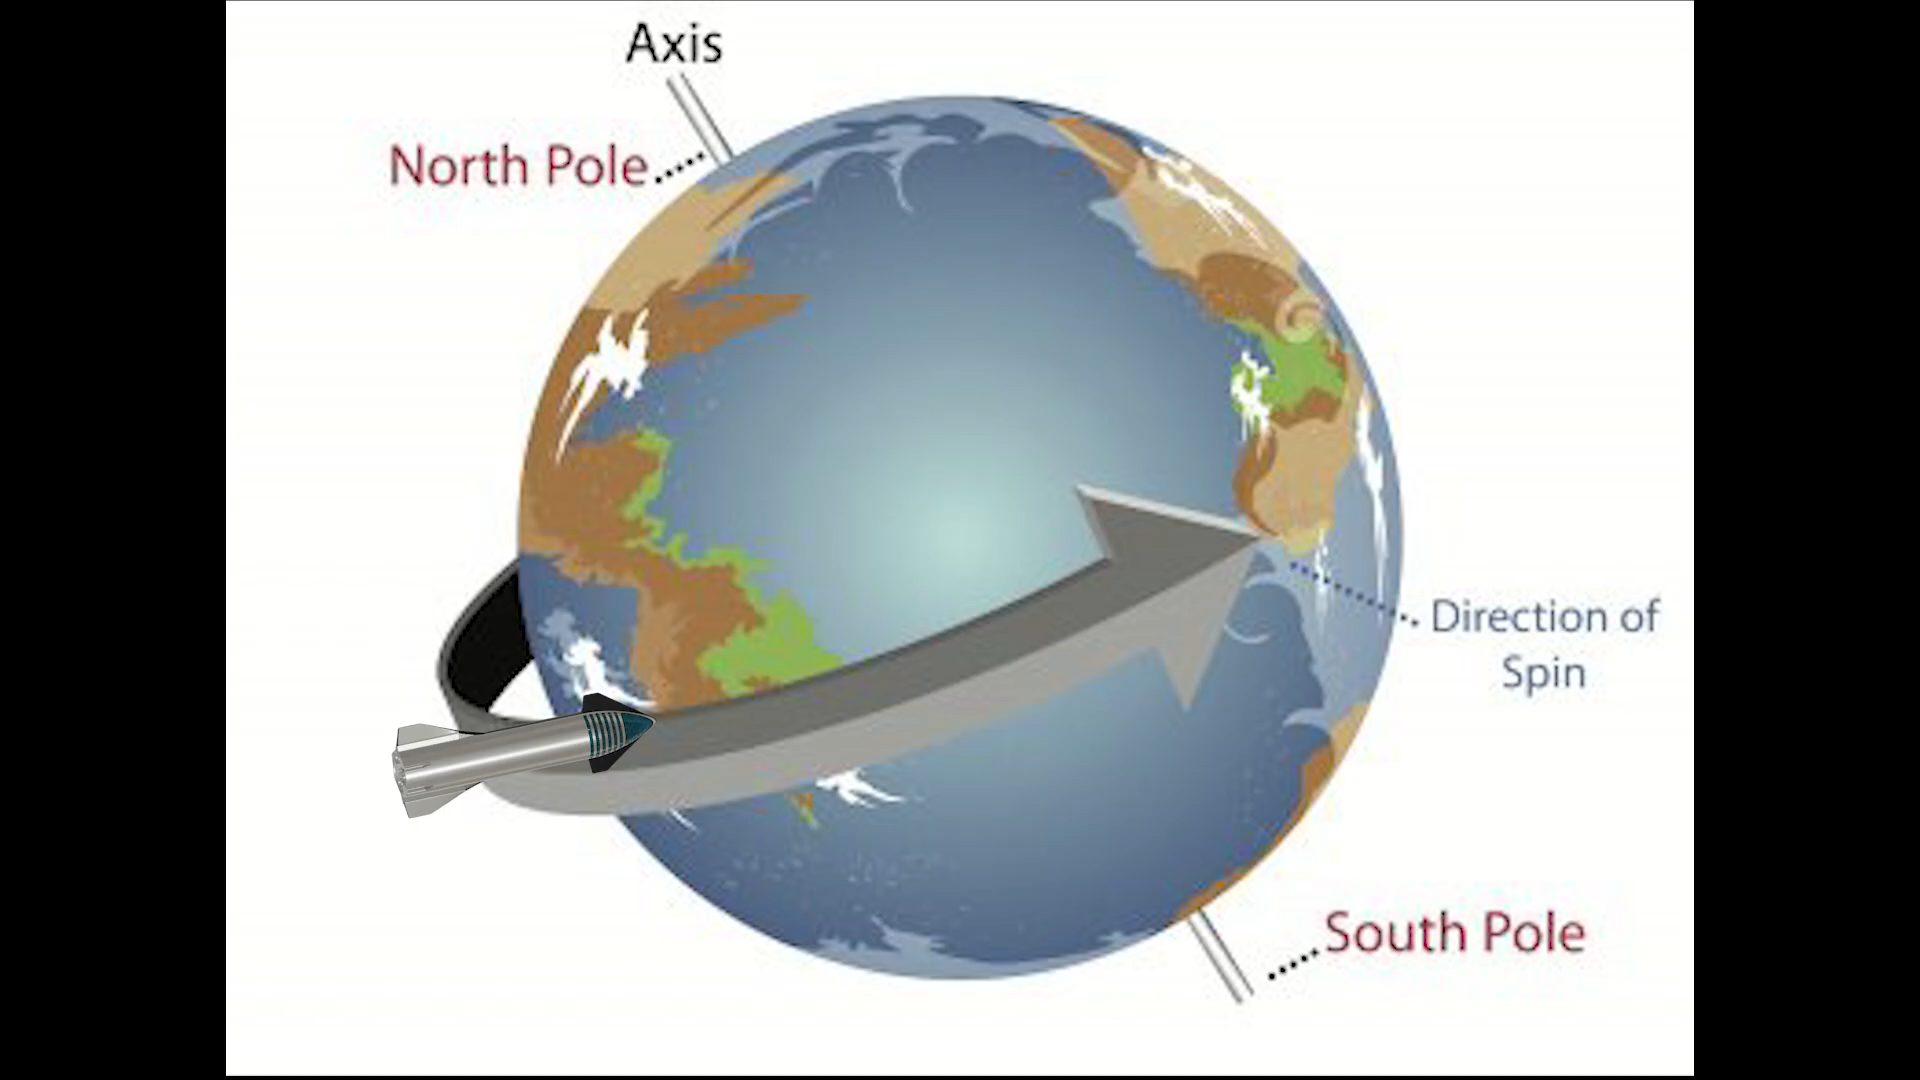 Axis
North Pole
Direction of
Spin
South Pole